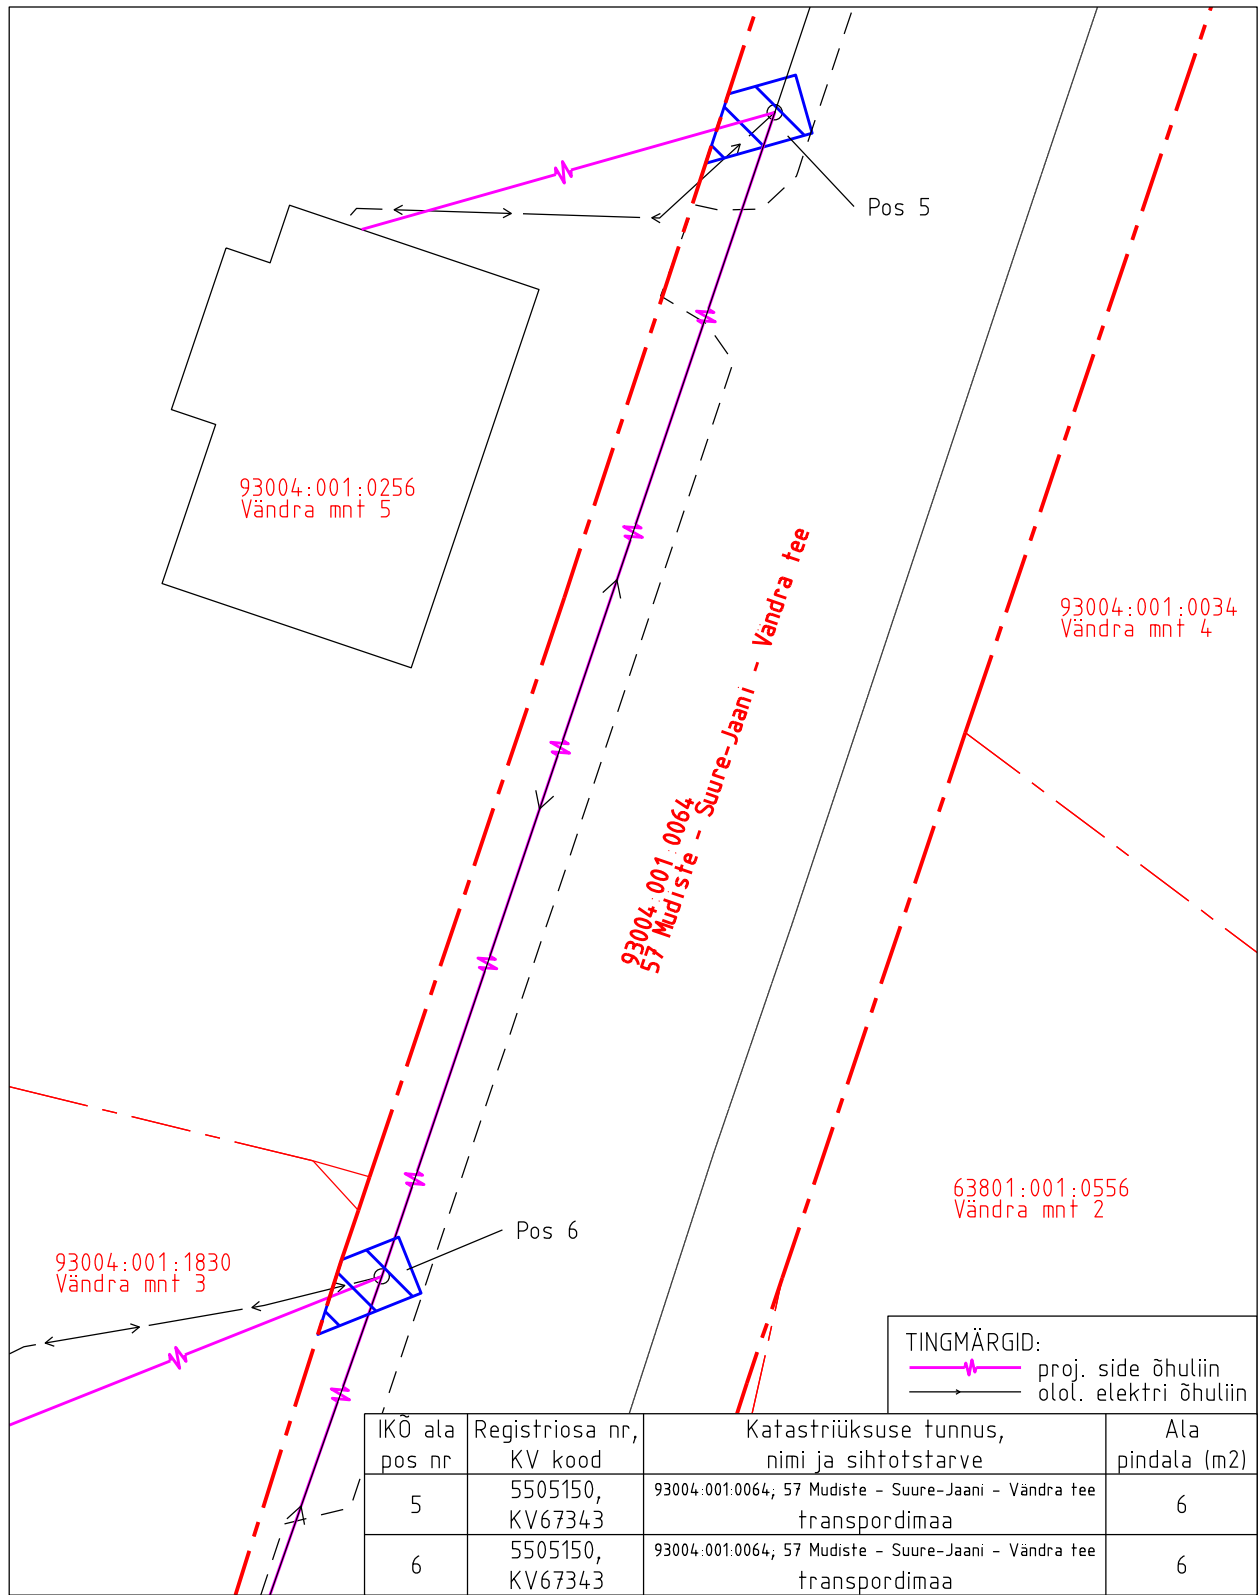 Pos 5
93004:001:0256
Vändra mnt 5
93004:001:0034
Vändra mnt 4
93004:001:0064
57 Mudiste - Suure-Jaani - Vändra tee
63801:001:0556
Vändra mnt 2
Pos 6
93004:001:1830
Vändra mnt 3
TINGMÄRGID:
proj. side õhuliin
olol. elektri õhuliin
IKÕ ala pos nr
Registriosa nr, KV kood
Katastriüksuse tunnus, nimi ja sihtotstarve
Ala pindala (m2)
5
5505150, KV67343
93004:001:0064; 57 Mudiste - Suure-Jaani - Vändra tee
transpordimaa
6
6
5505150, KV67343
93004:001:0064; 57 Mudiste - Suure-Jaani - Vändra tee
transpordimaa
6